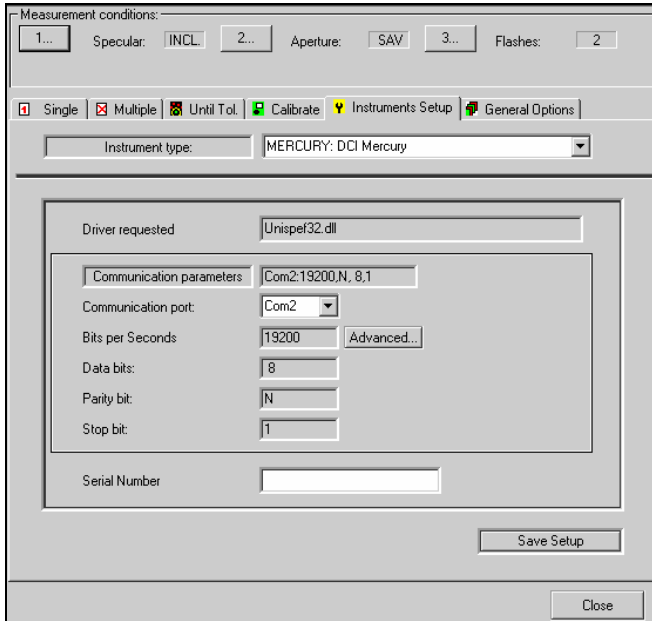 Measurement conditions:
1... Specular: INCL. 2... Aperture: SAV 3... Flashes: 2
1 Single Multiple Until Tol. Calibrate Instruments Setup General Options
Instrument type: MERCURY: DCI Mercury
Driver requested Unispef32.dll
Communication parameters Com2:19200,N, 8,1
Communication port: Com2
Bits per Seconds 19200 Advanced...
Data bits: 8
Parity bit: N
Stop bit: 1
Serial Number
Save Setup
Close